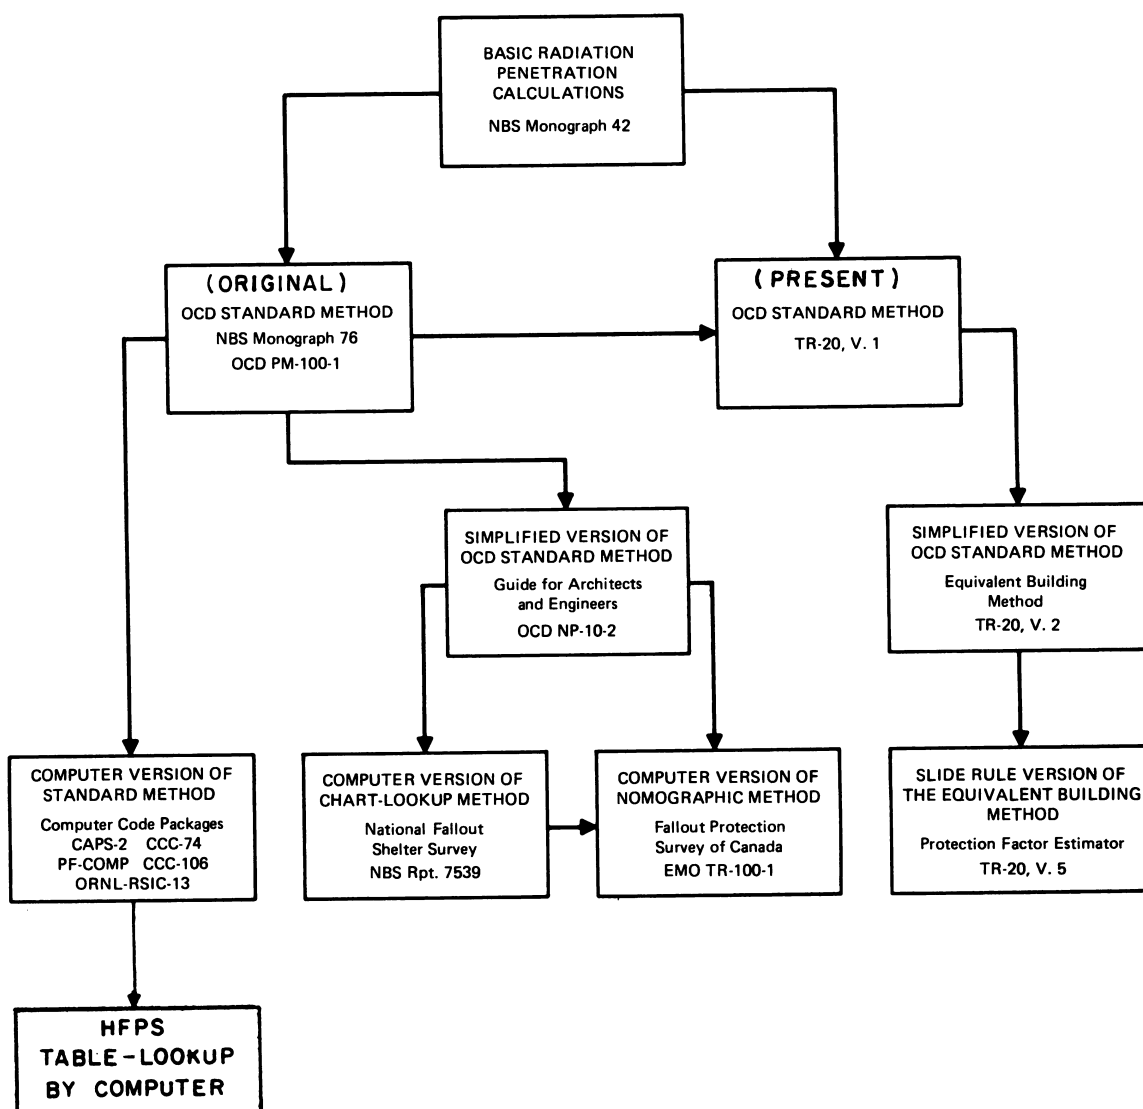 BASIC RADIATION
PENETRATION
CALCULATIONS
NBS Monograph 42
(ORIGINAL)
OCD STANDARD METHOD
NBS Monograph 76
OCD PM-100-1
(PRESENT)
OCD STANDARD METHOD
TR-20, V. 1
SIMPLIFIED VERSION OF
OCD STANDARD METHOD
Guide for Architects
and Engineers
OCD NP-10-2
SIMPLIFIED VERSION OF
OCD STANDARD METHOD
Equivalent Building
Method
TR-20, V. 2
COMPUTER VERSION OF
STANDARD METHOD
Computer Code Packages
CAPS-2 CCC-74
PF-COMP CCC-106
ORNL-RSIC-13
COMPUTER VERSION OF
CHART-LOOKUP METHOD
National Fallout
Shelter Survey
NBS Rpt. 7539
COMPUTER VERSION OF
NOMOGRAPHIC METHOD
Fallout Protection
Survey of Canada
EMO TR-100-1
SLIDE RULE VERSION OF
THE EQUIVALENT BUILDING
METHOD
Protection Factor Estimator
TR-20, V. 5
HFPS
TABLE-LOOKUP
BY COMPUTER